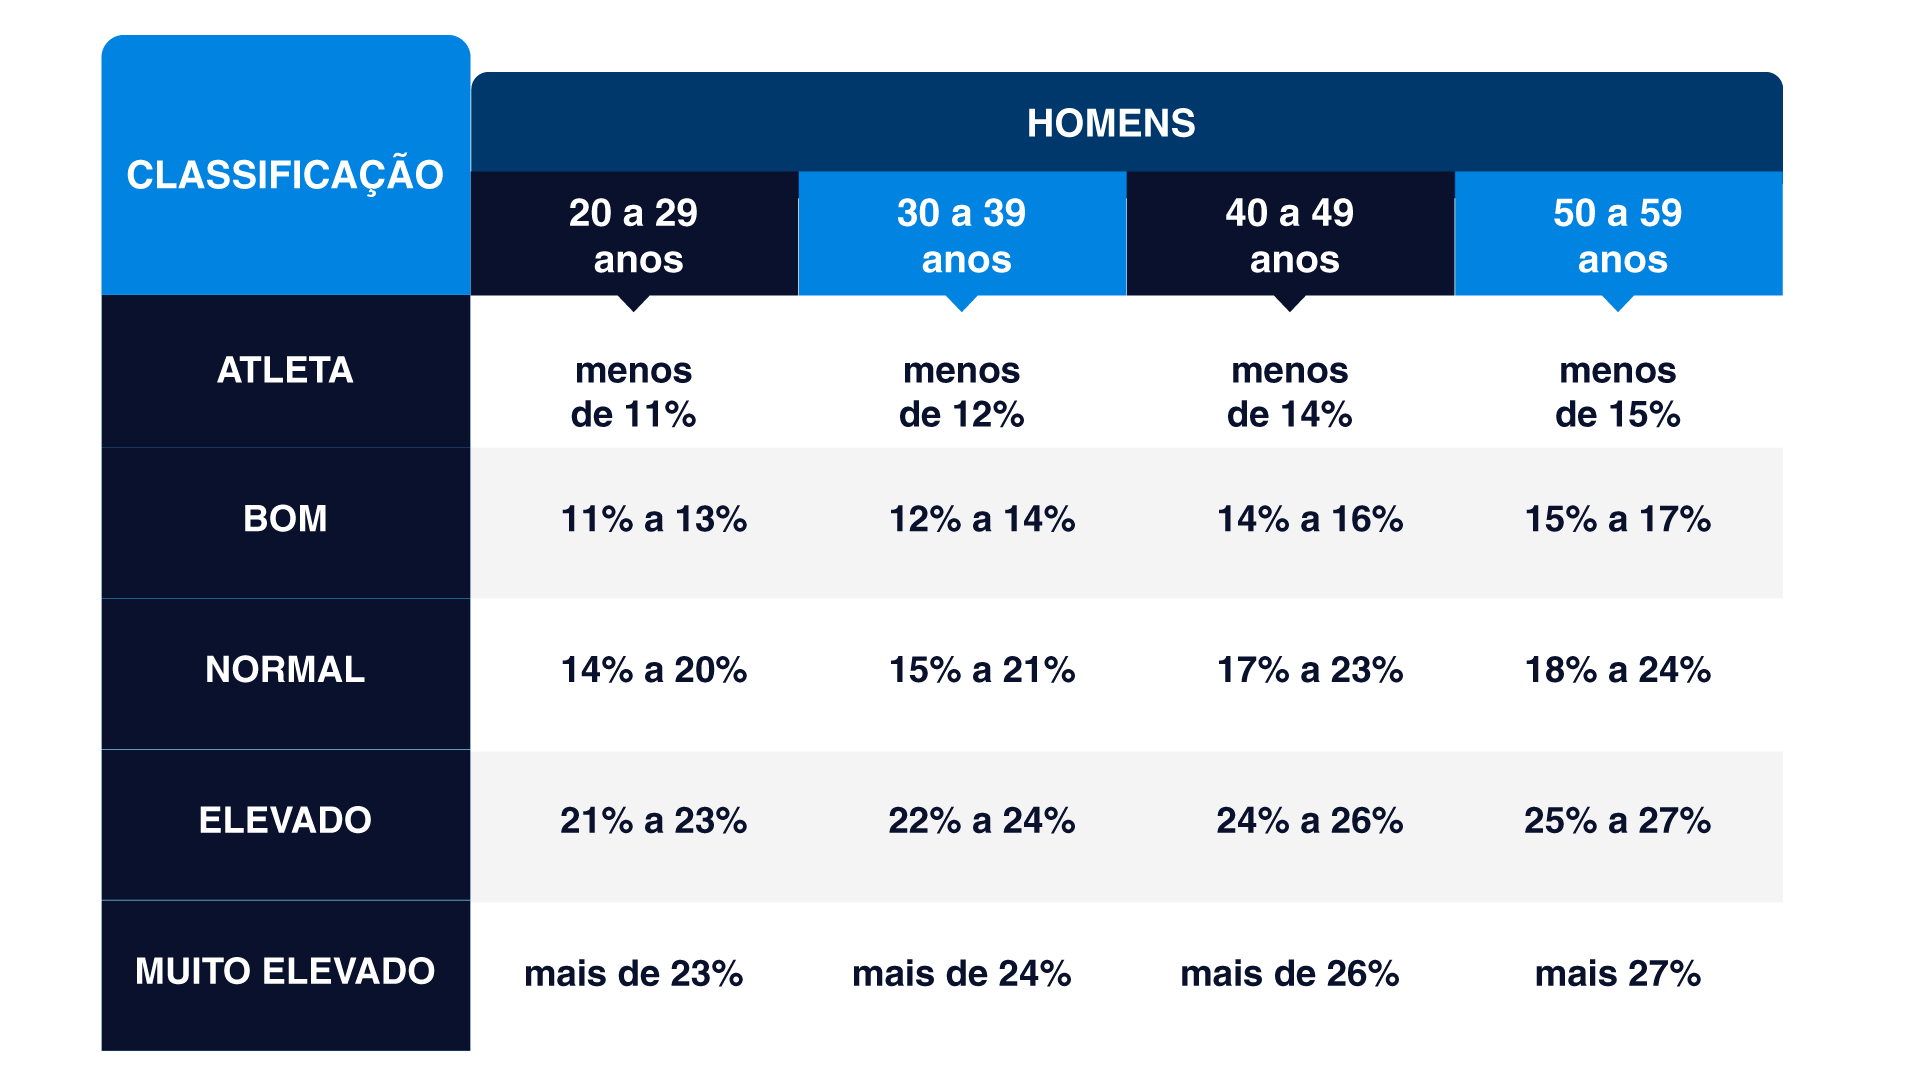 CLASSIFICAÇÃO
HOMENS
20 a 29
anos
30 a 39
anos
40 a 49
anos
50 a 59
anos
ATLETA
menos
de 11%
menos
de 12%
menos
de 14%
menos
de 15%
BOM
11% a 13%
12% a 14%
14% a 16%
15% a 17%
NORMAL
14% a 20%
15% a 21%
17% a 23%
18% a 24%
ELEVADO
21% a 23%
22% a 24%
24% a 26%
25% a 27%
MUITO ELEVADO
mais de 23%
mais de 24%
mais de 26%
mais 27%